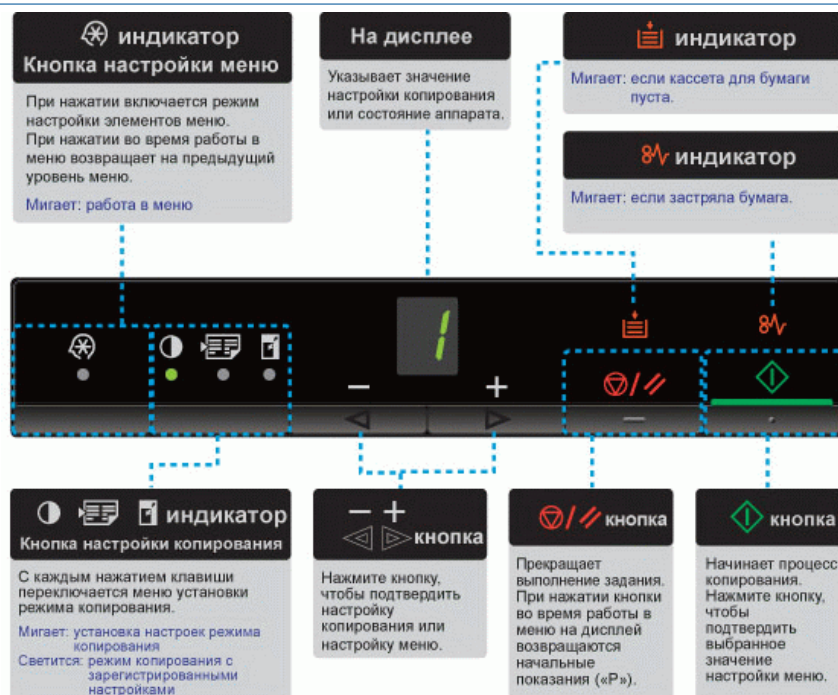 индикатор
Кнопка настройки меню
При нажатии включается режим
настройки элементов меню.
При нажатии во время работы в
меню возвращает на предыдущий
уровень меню.
Мигает: работа в меню
На дисплее
Указывает значение
настройки копирования
или состояние аппарата.
индикатор
Мигает: если кассета для бумаги
пуста.
индикатор
Мигает: если застряла бумага.
1
− +
индикатор
Кнопка настройки копирования
С каждым нажатием клавиши
переключается меню установки
режима копирования.
Мигает: установка настроек режима
копирования
Светится: режим копирования с
зарегистрированными
настройками
− +
кнопка
Нажмите кнопку,
чтобы подтвердить
настройку
копирования или
настройку меню.
кнопка
Прекращает
выполнение задания.
При нажатии кнопки
во время работы в
меню на дисплей
возвращаются
начальные
показания («Р»).
кнопка
Начинает процесс
копирования.
Нажмите кнопку,
чтобы
подтвердить
выбранное
значение
настройки меню.